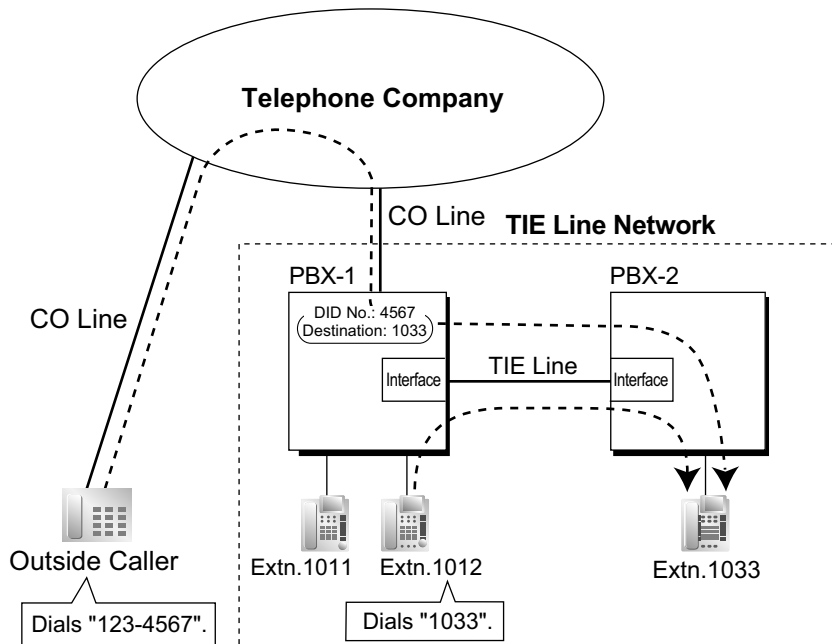 Telephone Company
CO Line
TIE Line Network
PBX-1
PBX-2
DID No.: 4567
Destination: 1033
CO Line
Interface
TIE Line
Interface
Outside Caller
Extn.1011
Extn.1012
Extn.1033
Dials "123-4567".
Dials "1033".